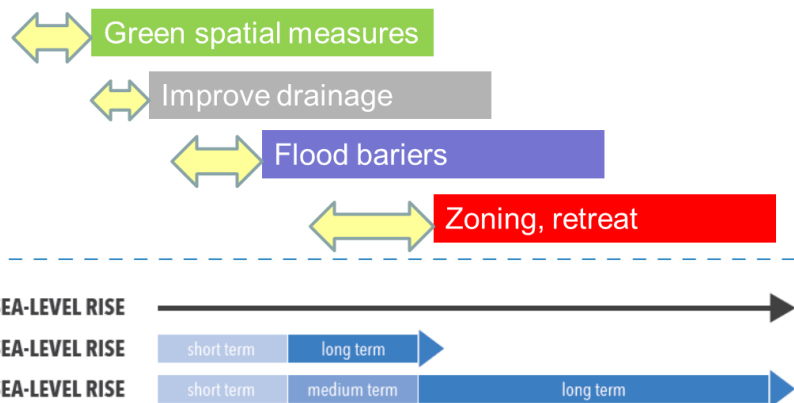 Green spatial measures
Improve drainage
Flood bariers
Zoning, retreat
EA-LEVEL RISE
EA-LEVEL RISE short term long term
EA-LEVEL RISE short term medium term long term